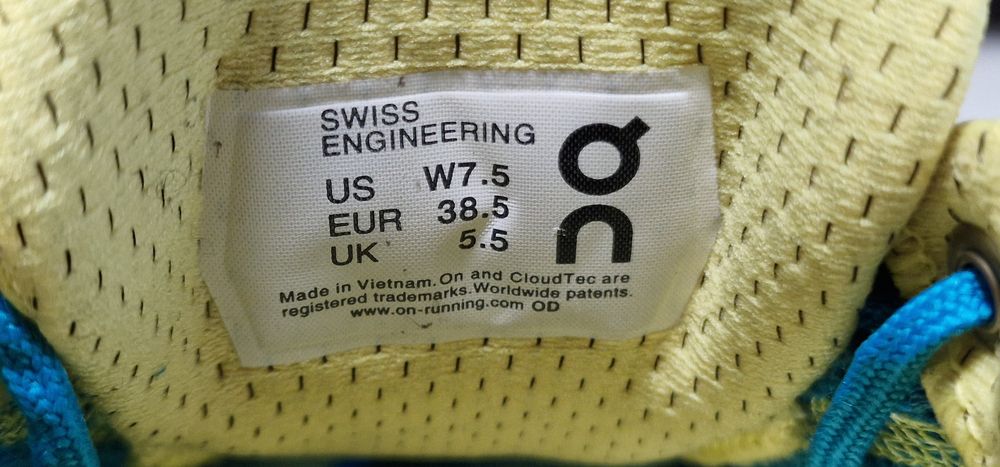 SWISS
ENGINEERING
US W7.5
EUR 38.5
UK 5.5
Made in Vietnam. On and CloudTec are
registered trademarks. Worldwide patents.
www.on-running.com OD
On